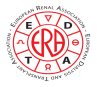 EUROPEAN RENAL ASSOCIATION - EUROPEAN DIALYSIS AND TRANSPLANT ASSOCIATION -
E D
ERA
T A